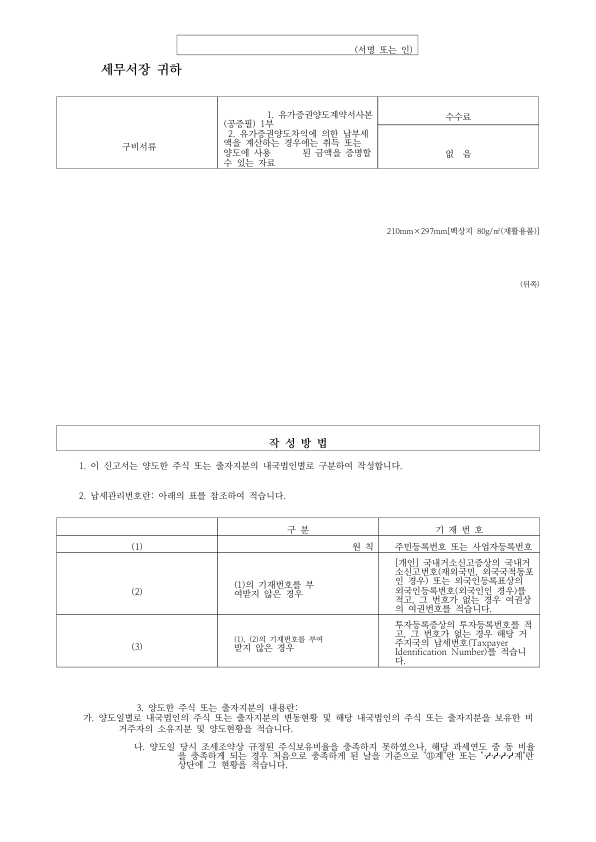 (서명 또는 인)
세무서장 귀하
구비서류
1. 유가증권양도계약서사본
(공증필) 1부
2. 유가증권양도차익에 의한 납부세
액을 계산하는 경우에는 취득 또는
양도에 사용 된 금액을 증명할
수 있는 자료
수수료
없 음
210mm×297mm[백상지 80g/㎡(재활용품)]
(뒤쪽)
작 성 방 법
1. 이 신고서는 양도한 주식 또는 출자지분의 내국법인별로 구분하여 작성합니다.
2. 납세관리번호란: 아래의 표를 참조하여 적습니다.
구 분
기 재 번 호
(1)
원 칙
주민등록번호 또는 사업자등록번호
(2)
(1)의 기재번호를 부
여받지 않은 경우
[개인] 국내거소신고증상의 국내거
소신고번호(재외국민, 외국국적동포
인 경우) 또는 외국인등록표상의
외국인등록번호(외국인인 경우)를
적고, 그 번호가 없는 경우 여권상
의 여권번호를 적습니다.
(3)
(1), (2)의 기재번호를 부여
받지 않은 경우
투자등록증상의 투자등록번호를 적
고, 그 번호가 없는 경우 해당 거
주지국의 납세번호(Taxpayer
Identification Number)를 적습니
다.
3. 양도한 주식 또는 출자지분의 내용란:
가. 양도일별로 내국법인의 주식 또는 출자지분의 변동현황 및 해당 내국법인의 주식 또는 출자지분을 보유한 비
거주자의 소유지분 및 양도현황을 적습니다.
나. 양도일 당시 조세조약상 규정된 주식보유비율을 충족하지 못하였으나, 해당 과세연도 중 동 비율
을 충족하게 되는 경우 처음으로 충족하게 된 날을 기준으로 "⑪계"란 또는 " 계"란
상단에 그 현황을 적습니다.